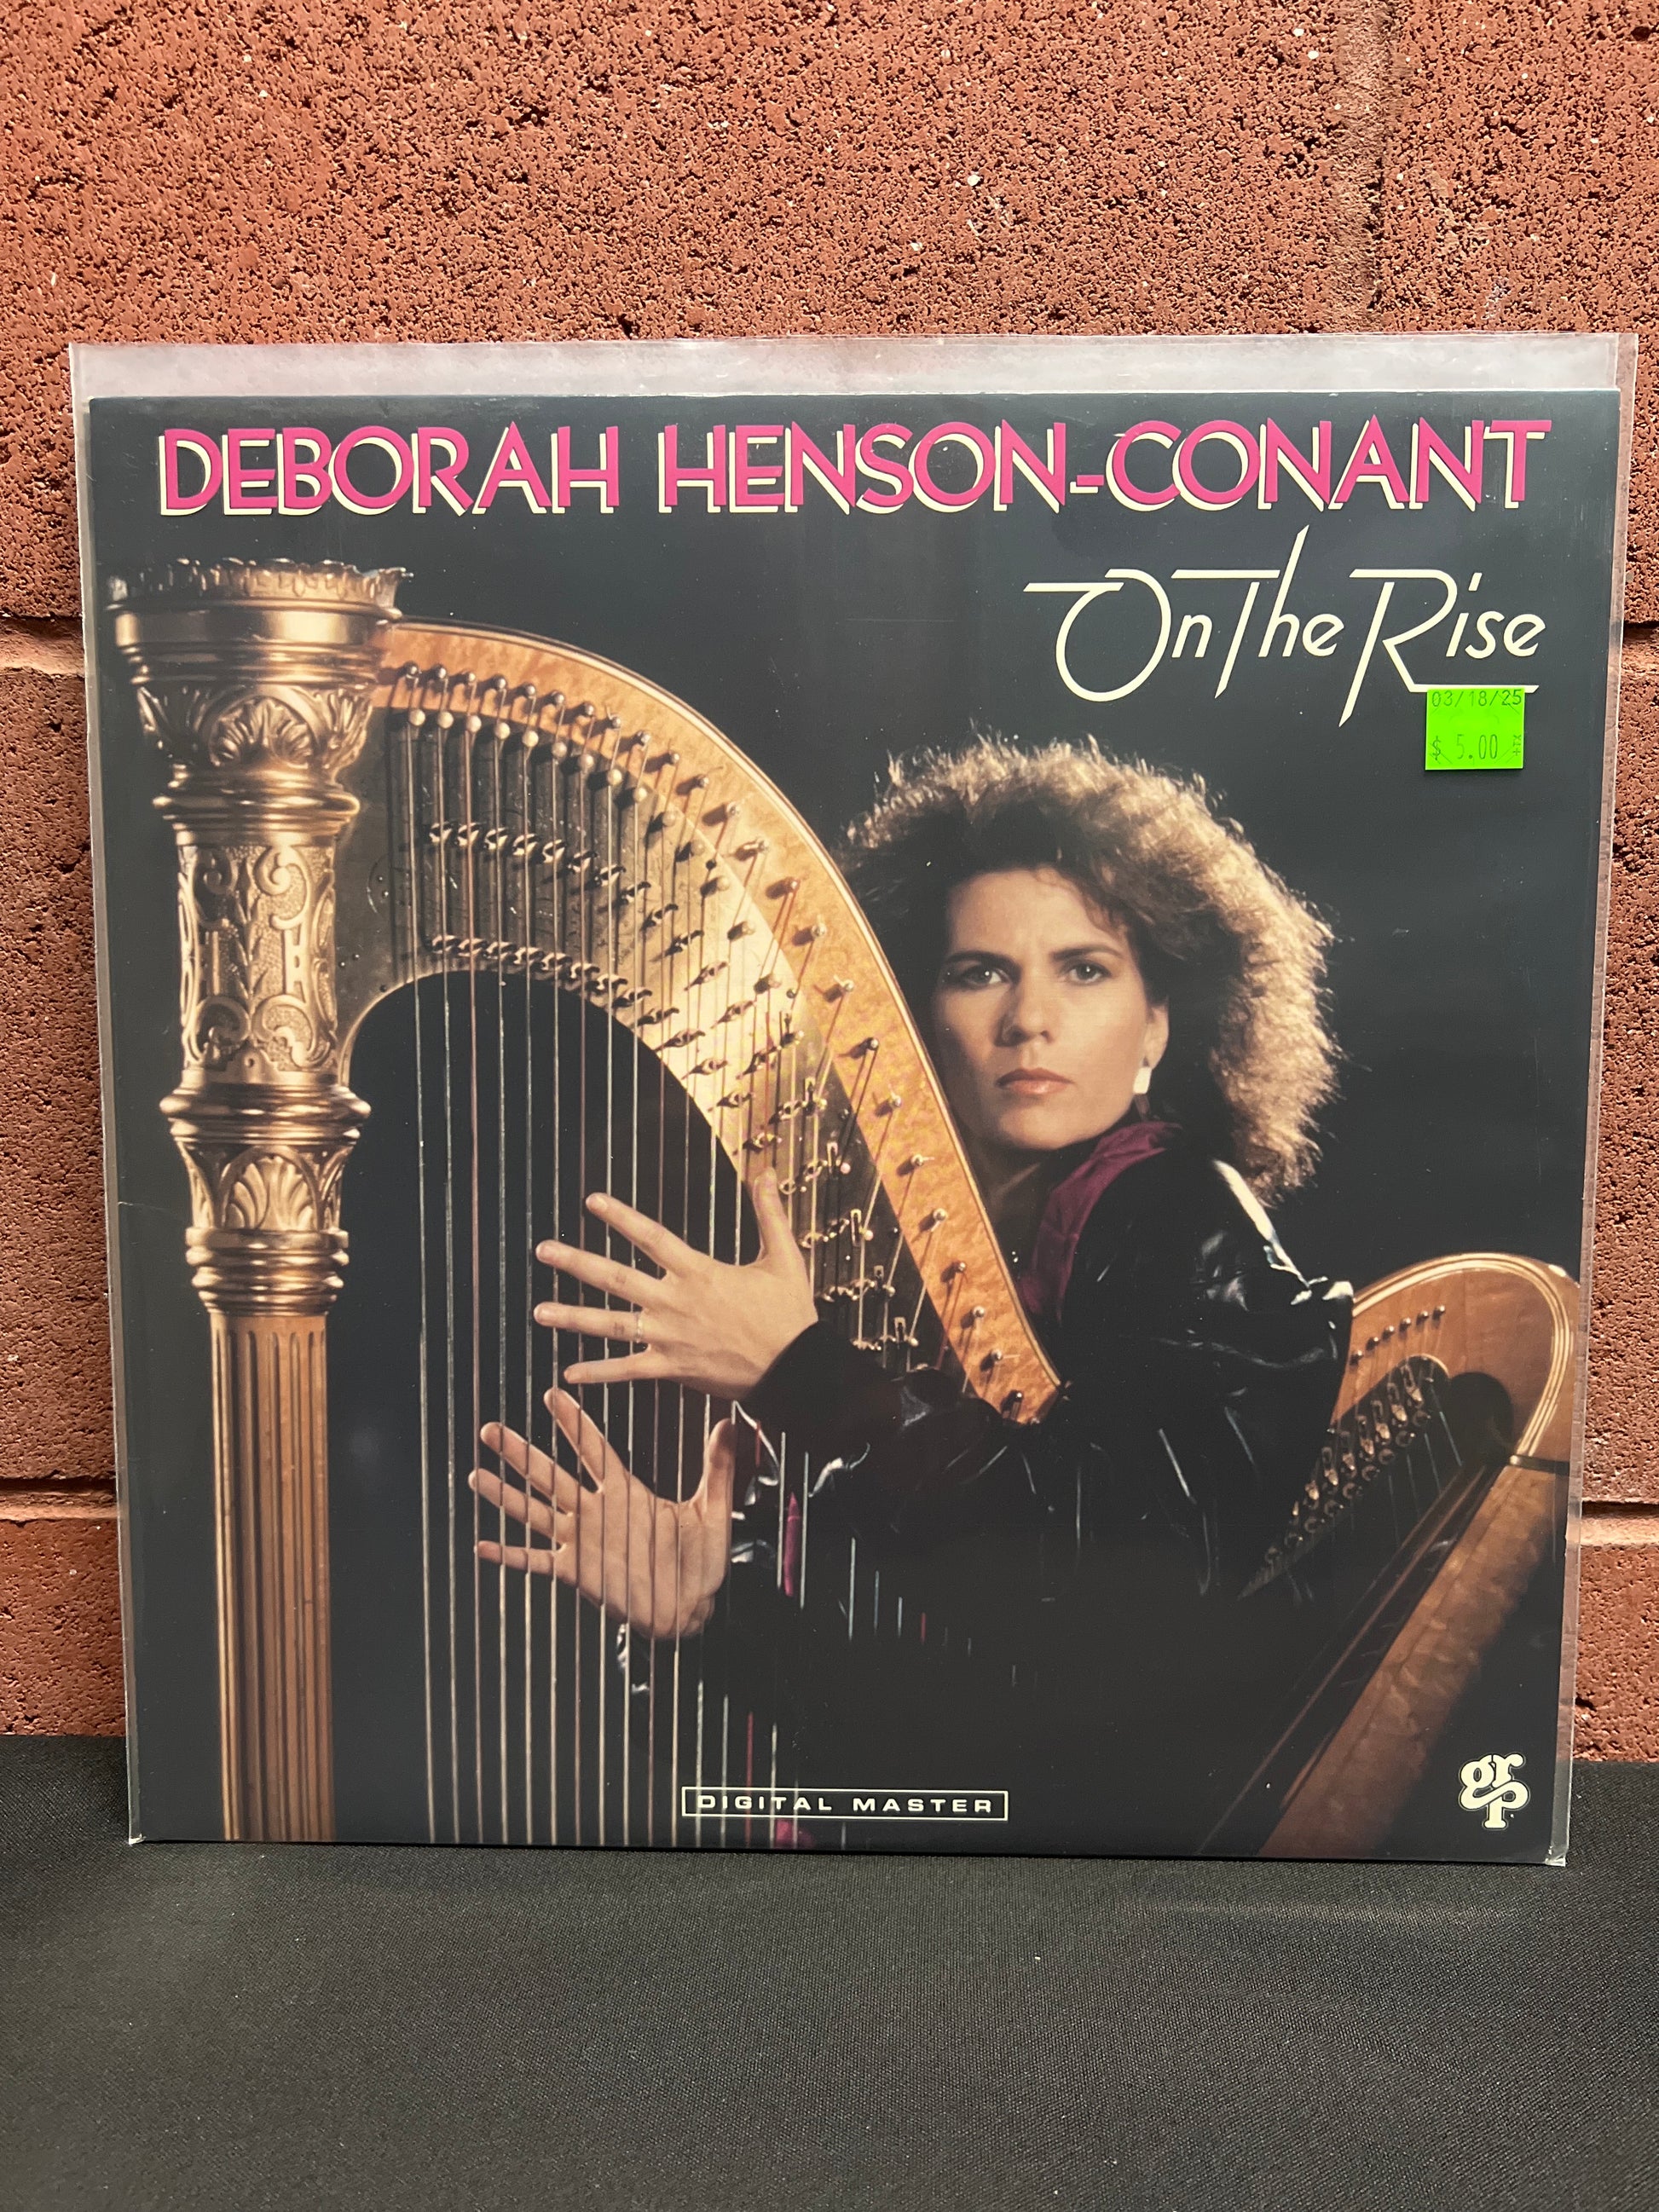 DEBORAH HENSON-CONANT
On The Rise
03/18/25
$ 5.00
DIGITAL MASTER
grp